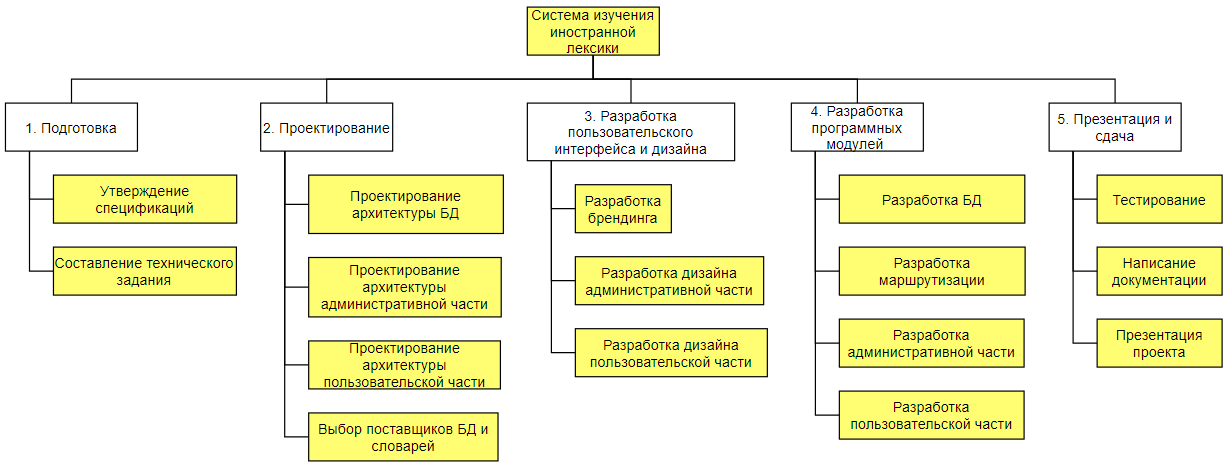 Система изучения
иностранной
лексики
1. Подготовка
Утверждение
спецификаций
Составление технического
задания
2. Проектирование
Проектирование
архитектуры БД
Проектирование
архитектуры
административной части
Проектирование
архитектуры
пользовательской части
Выбор поставщиков БД и
словарей
3. Разработка
пользовательского
интерфейса и дизайна
Разработка
брендинга
Разработка дизайна
административной части
Разработка дизайна
пользовательской части
4. Разработка
программных
модулей
Разработка БД
Разработка
маршрутизации
Разработка
административной части
Разработка
пользовательской части
5. Презентация и
сдача
Тестирование
Написание
документации
Презентация
проекта